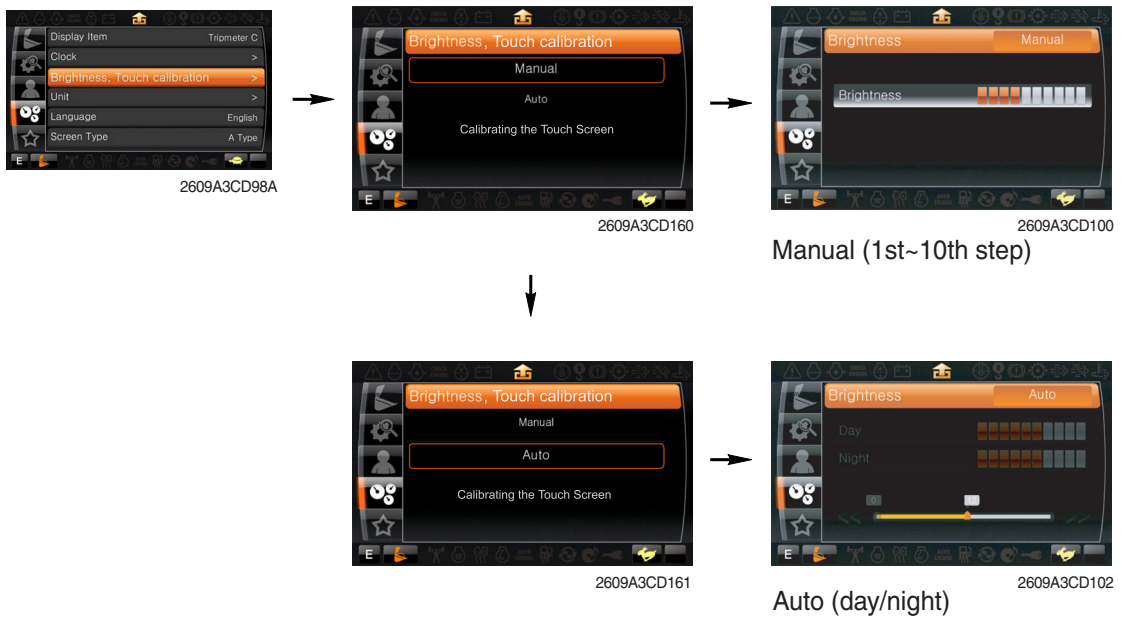 Display Item Tripmeter C
Clock >
Brightness, Touch calibration >
Unit >
Language English
Screen Type A Type
E
2609A3CD98A
Brightness, Touch calibration
Manual
Auto
Calibrating the Touch Screen
E
2609A3CD160
Brightness Manual
Brightness
E
2609A3CD100
Manual (1st~10th step)
Brightness, Touch calibration
Manual
Auto
Calibrating the Touch Screen
E
2609A3CD161
Brightness Auto
Day
Night
0 12
<< >>
E
2609A3CD102
Auto (day/night)